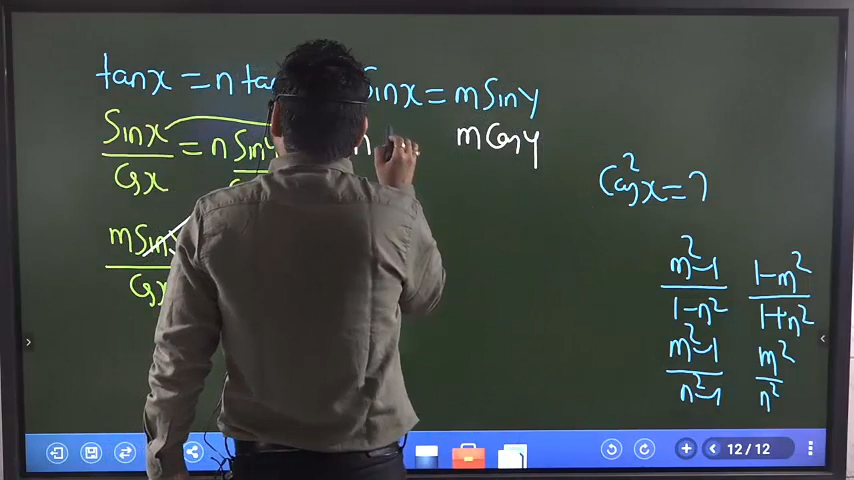 tanx = n tan
Sinx = m Siny
Sinx/Cosx = n Siny
n
m Cosy
m Sin
Cosx
Cos²x = ?
m²-1/1-n²
1-m²/1+n²
m²-1/n²-1
m²/n²
12 / 12